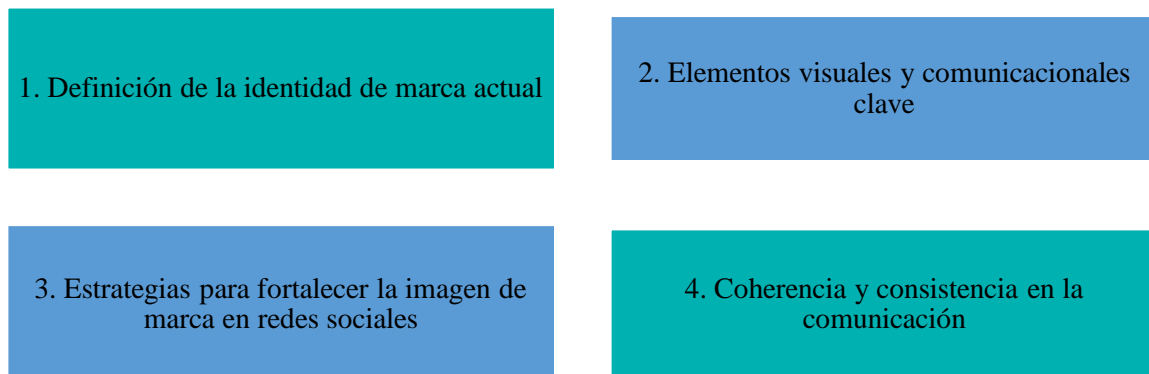 1. Definición de la identidad de marca actual
2. Elementos visuales y comunicacionales
clave
3. Estrategias para fortalecer la imagen de
marca en redes sociales
4. Coherencia y consistencia en la
comunicación